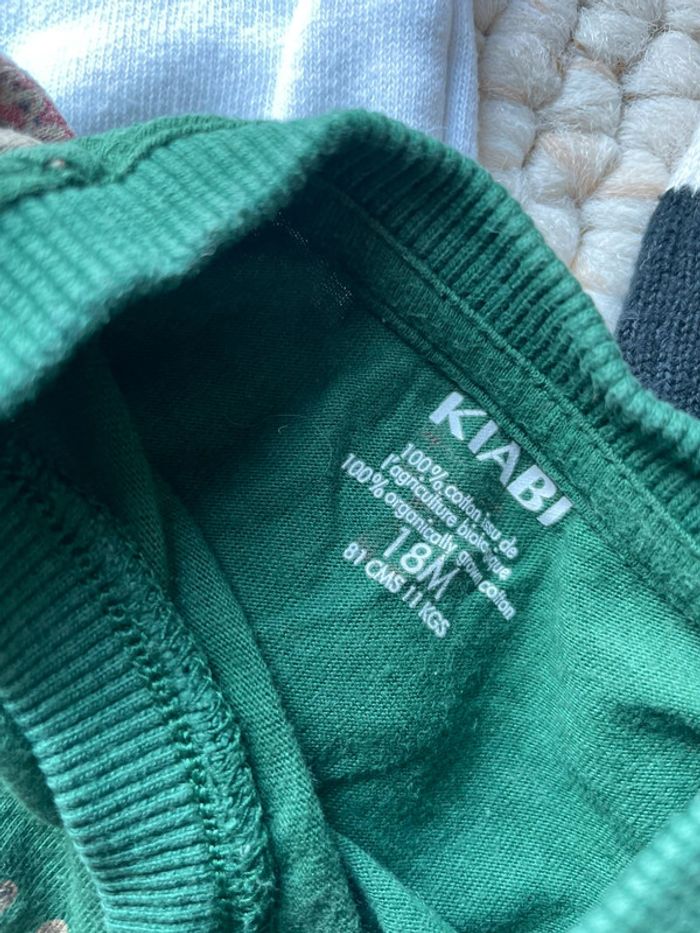 KIABI
100% coton issu de
l'agriculture biologique
100% organically grown cotton
18M
81 CMS 11 KGS